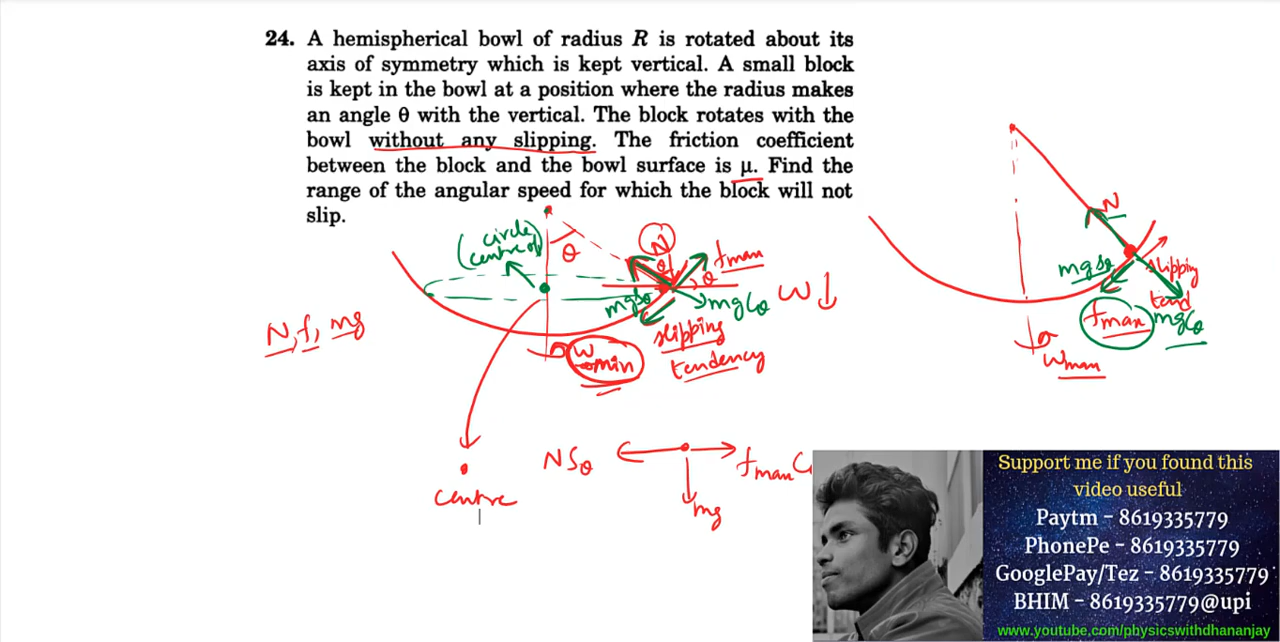 24. A hemispherical bowl of radius R is rotated about its
axis of symmetry which is kept vertical. A small block
is kept in the bowl at a position where the radius makes
an angle θ with the vertical. The block rotates with the
bowl without any slipping. The friction coefficient
between the block and the bowl surface is μ. Find the
range of the angular speed for which the block will not
slip.
(circle
centre of)
θ
N
θ
fmax
θ
mgSθ
mgCθ
ω↓
N, f, mg
slipping
tendency
ωmin
N
mgSθ
slipping
tend
fmax
mgCθ
ωmax
NSθ
fmaxC
mg
centre
Support me if you found this
video useful
Paytm - 8619335779
PhonePe - 8619335779
GooglePay/Tez - 8619335779
BHIM - 8619335779@upi
www.youtube.com/physicswithdhananjay